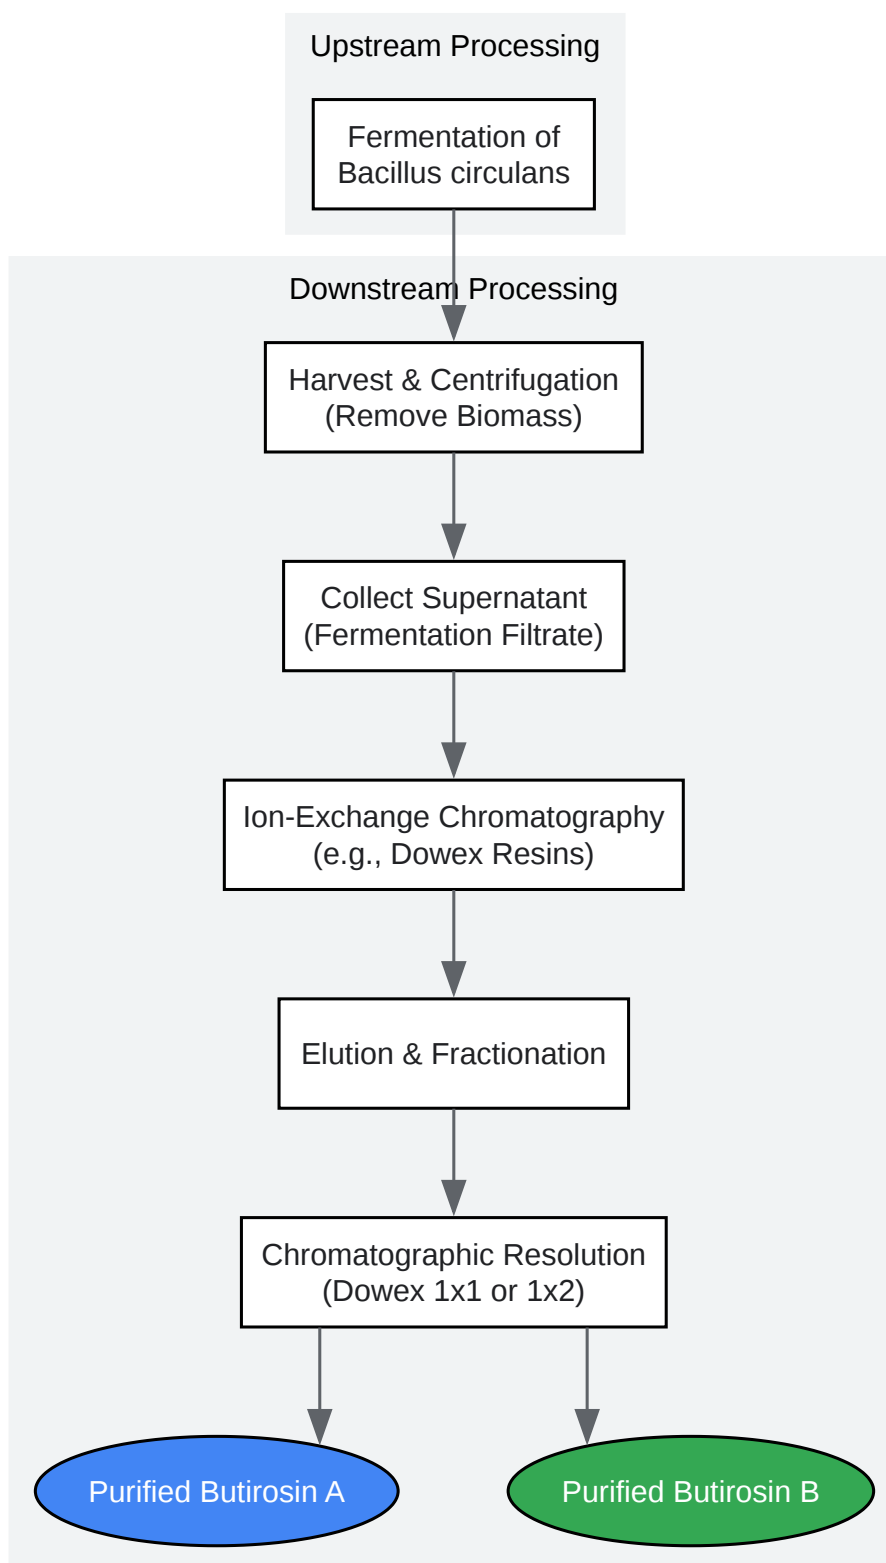 Upstream Processing
Fermentation of
Bacillus circulans
Downstream Processing
Harvest & Centrifugation
(Remove Biomass)
Collect Supernatant
(Fermentation Filtrate)
Ion-Exchange Chromatography
(e.g., Dowex Resins)
Elution & Fractionation
Chromatographic Resolution
(Dowex 1x1 or 1x2)
Purified Butirosin A
Purified Butirosin B